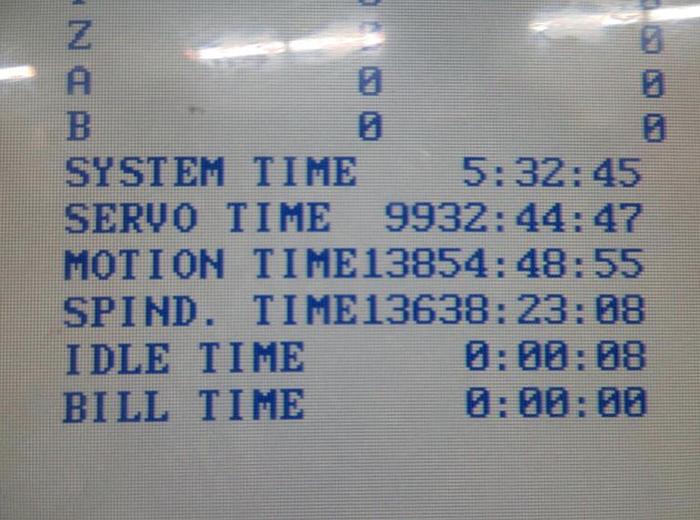 Z 0
A 0 0
B 0 0
SYSTEM TIME 5:32:45
SERVO TIME 9932:44:47
MOTION TIME13854:48:55
SPIND. TIME13638:23:08
IDLE TIME 0:00:08
BILL TIME 0:00:00